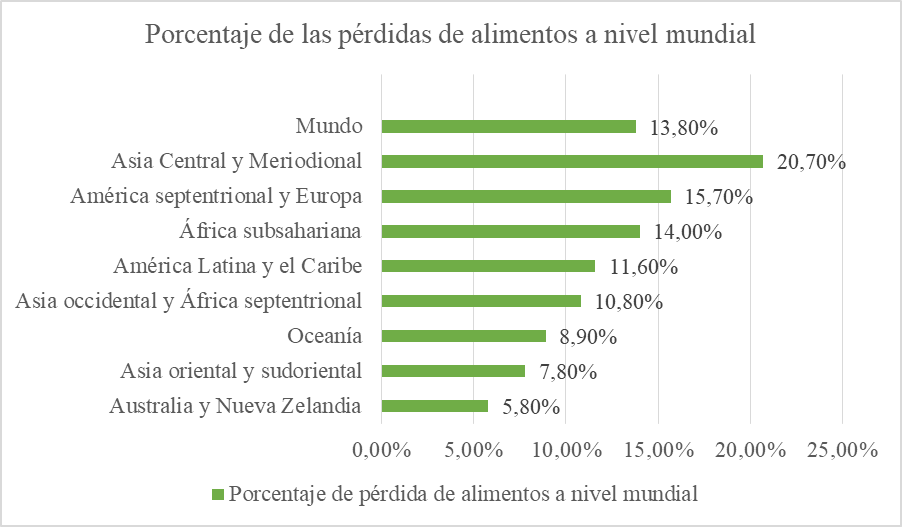 Porcentaje de las pérdidas de alimentos a nivel mundial
Mundo 13,80%
Asia Central y Meriodional 20,70%
América septentrional y Europa 15,70%
África subsahariana 14,00%
América Latina y el Caribe 11,60%
Asia occidental y África septentrional 10,80%
Oceanía 8,90%
Asia oriental y sudoriental 7,80%
Australia y Nueva Zelandia 5,80%
0,00% 5,00% 10,00% 15,00% 20,00% 25,00%
Porcentaje de pérdida de alimentos a nivel mundial